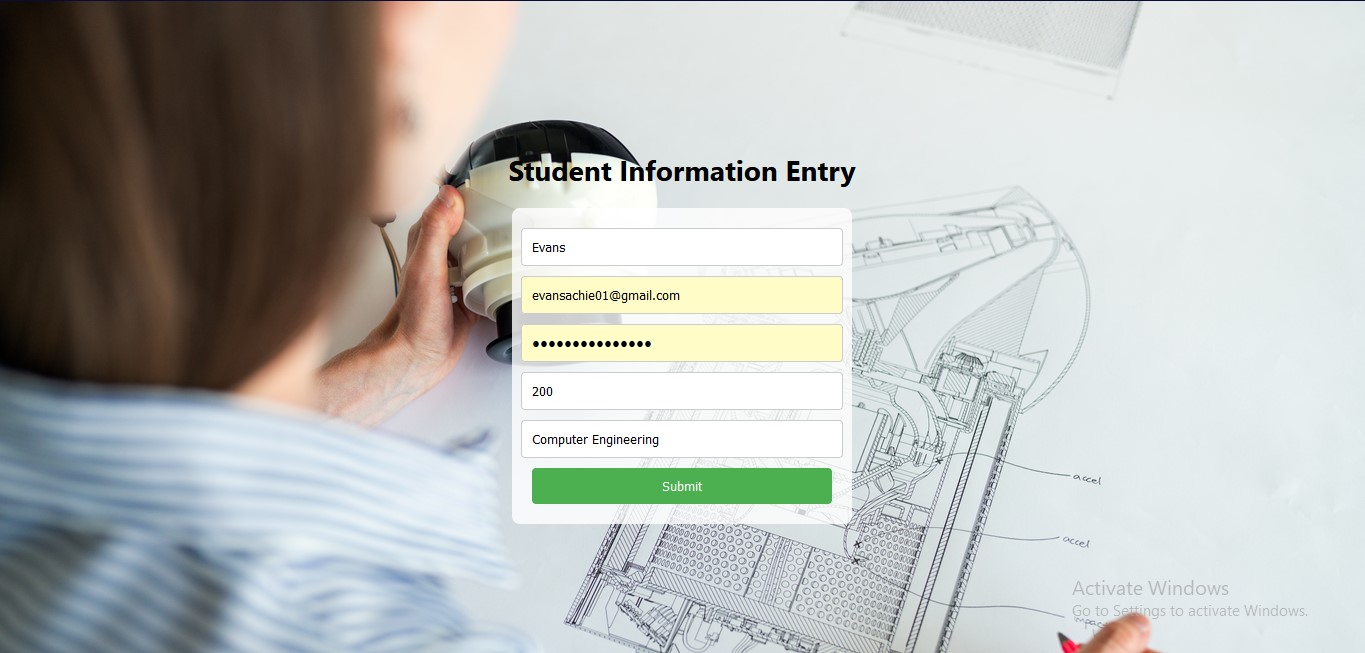 Student Information Entry
Evans
evansachie01@gmail.com
●●●●●●●●●●●●●●●
200
Computer Engineering
Submit
accel
accel
Activate Windows
Go to Settings to activate Windows.